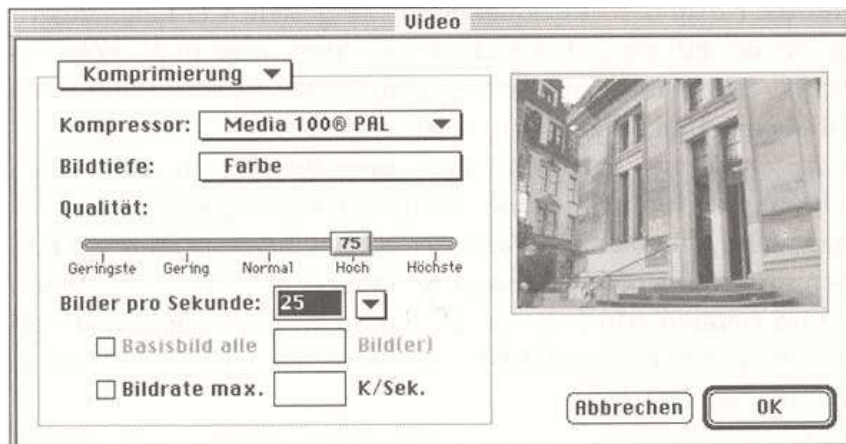 Video
Komprimierung
Kompressor: Media 100® PAL
Bildtiefe: Farbe
Qualität:
75
Geringste Gering Normal Hoch Höchste
Bilder pro Sekunde: 25
Basisbild alle Bild(er)
Bildrate max. K/Sek.
Abbrechen OK